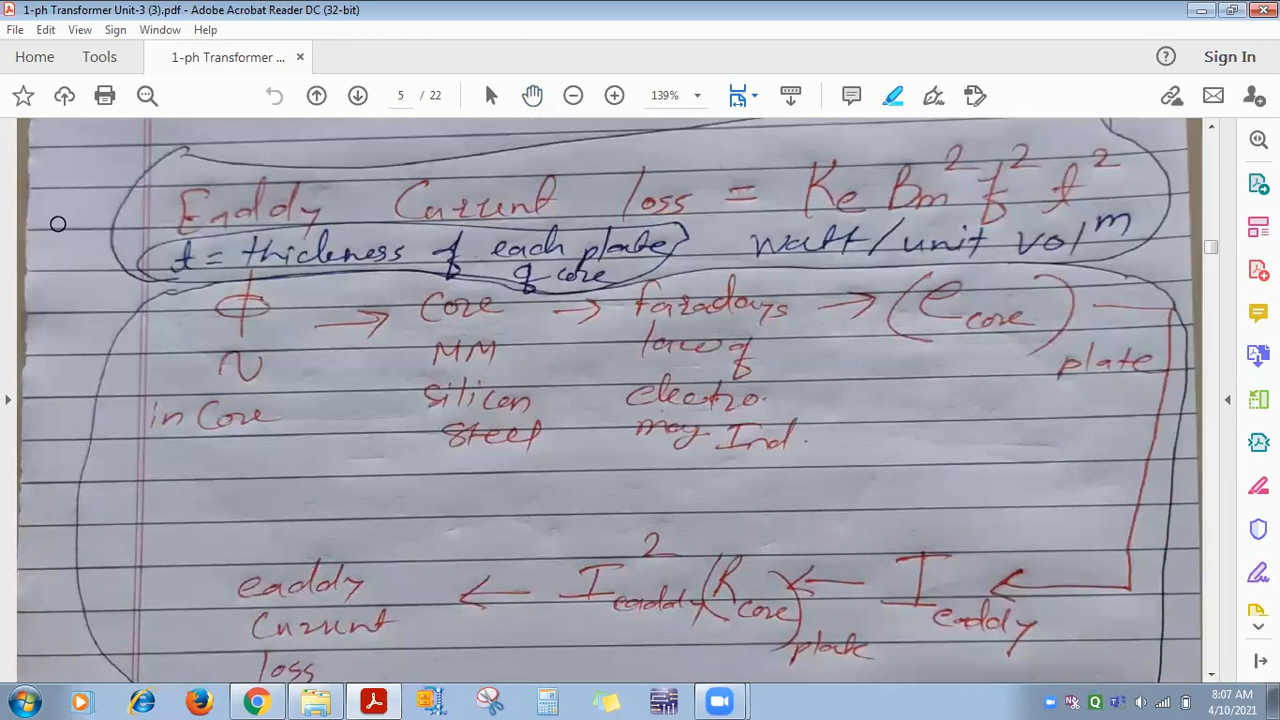 1-ph Transformer Unit-3 (3).pdf - Adobe Acrobat Reader DC (32-bit)
File Edit View Sign Window Help
Home Tools 1-ph Transformer ... × Sign In
5 / 22 139%
Eaddy Current loss = Ke Bm² f² t²
t = thickness of each plate of core
Watt/unit volm
Φ → Core → faradays → (e core) plate
~ MM law of
in Core silicon electro.
steel mag Ind.
eaddy ← I²eaddy (R core) plate ← I eaddy
Current
loss
8:07 AM
4/10/2021